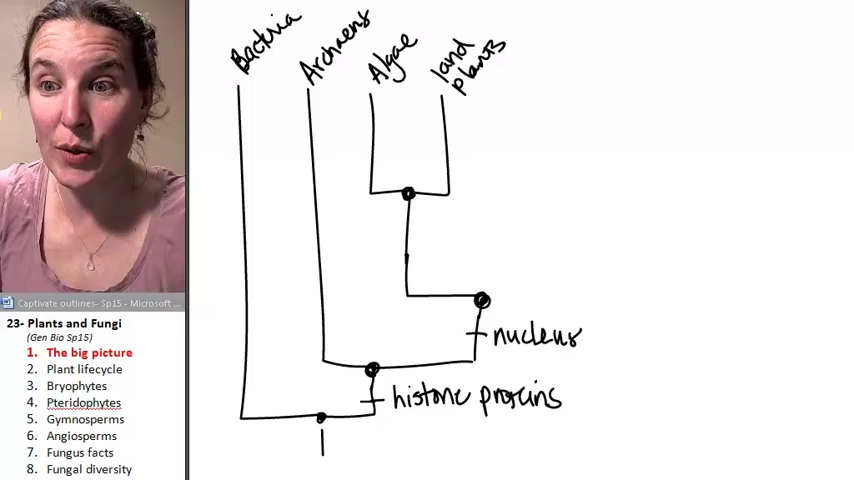 Bacteria
Archaeans
Algae
land
plants
nucleus
histone proteins
Captivate outlines- Sp15 - Microsoft ...
23- Plants and Fungi
(Gen Bio Sp15)
1. The big picture
2. Plant lifecycle
3. Bryophytes
4. Pteridophytes
5. Gymnosperms
6. Angiosperms
7. Fungus facts
8. Fungal diversity